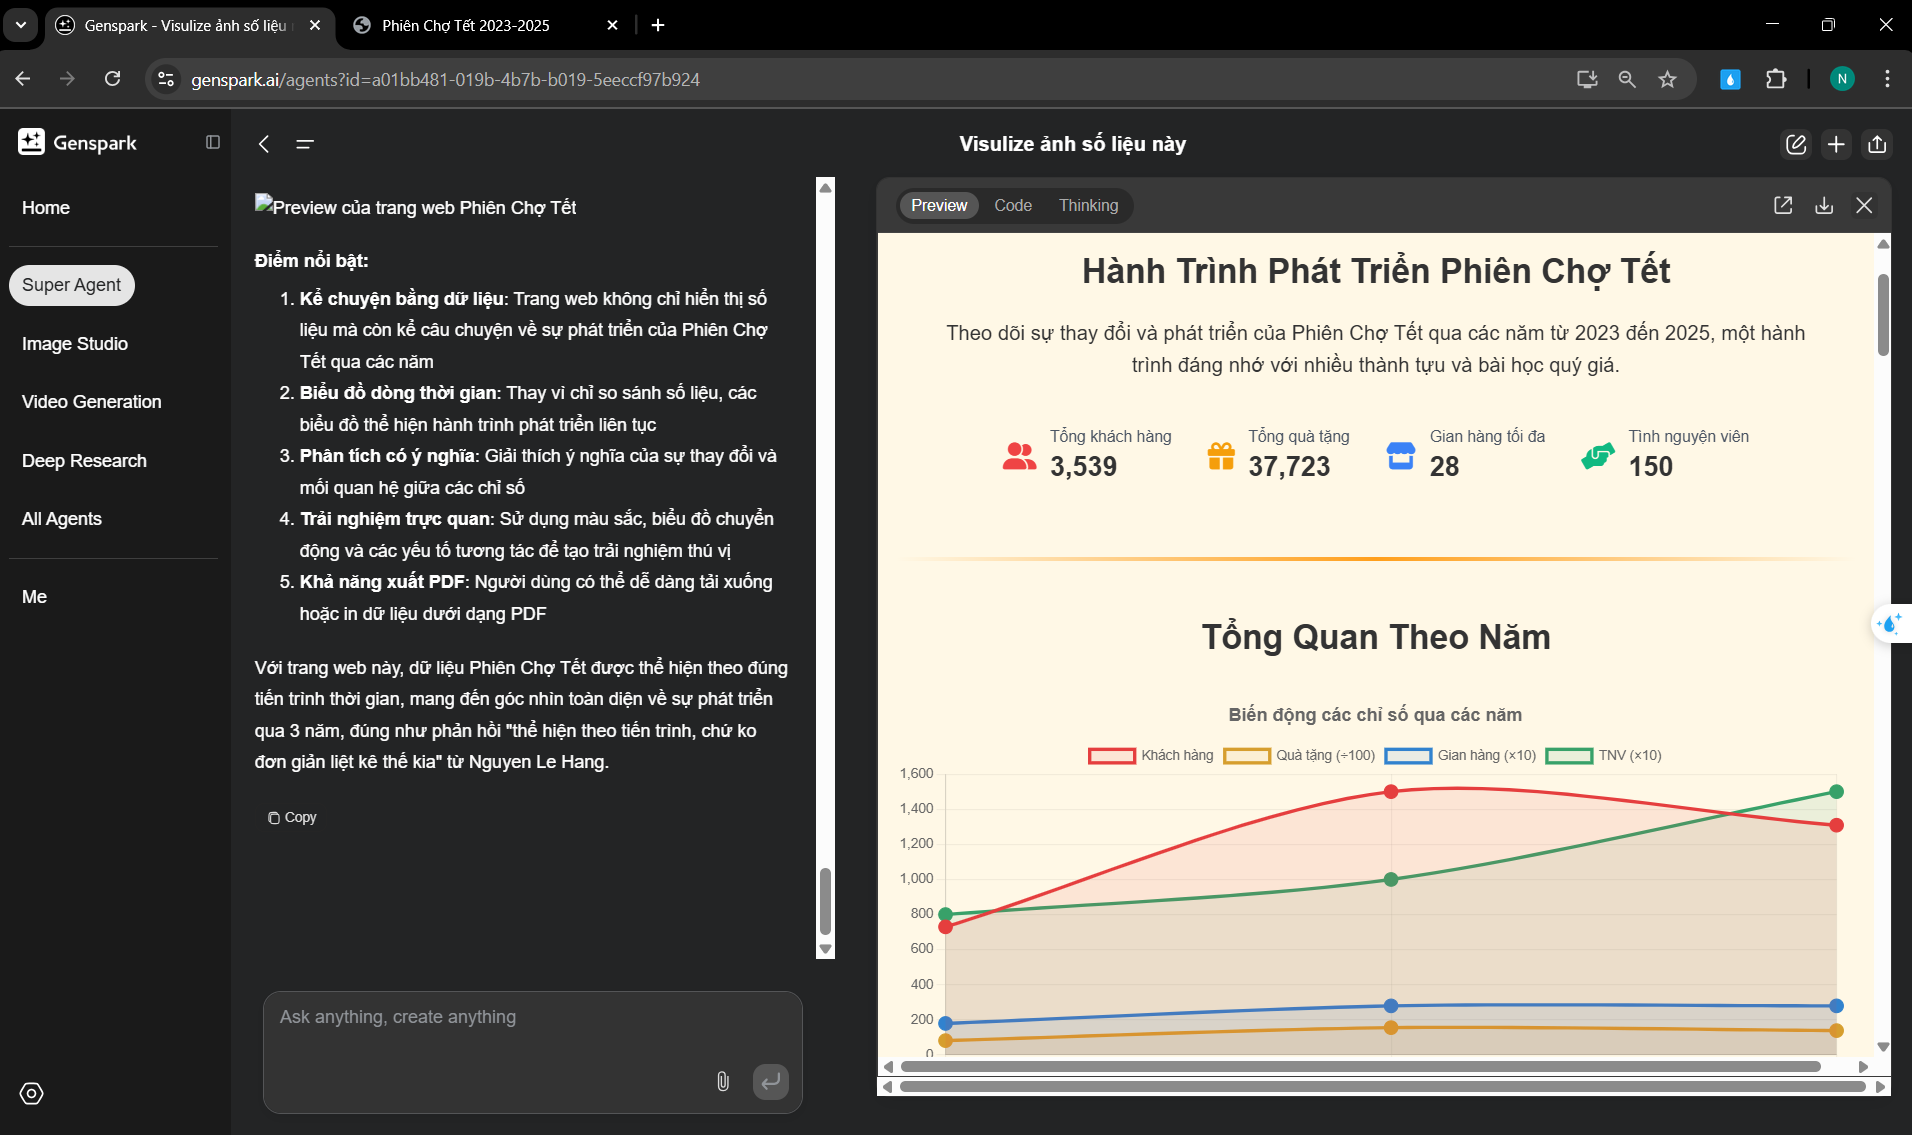 Genspark - Visulize ảnh số liệu
Phiên Chợ Tết 2023-2025
genspark.ai/agents?id=a01bb481-019b-4b7b-b019-5eeccf97b924
N
Genspark
Home
Super Agent
Image Studio
Video Generation
Deep Research
All Agents
Me
Visulize ảnh số liệu này
Preview của trang web Phiên Chợ Tết
Điểm nổi bật:
1. Kể chuyện bằng dữ liệu: Trang web không chỉ hiển thị số
liệu mà còn kể câu chuyện về sự phát triển của Phiên Chợ
Tết qua các năm
2. Biểu đồ dòng thời gian: Thay vì chỉ so sánh số liệu, các
biểu đồ thể hiện hành trình phát triển liên tục
3. Phân tích có ý nghĩa: Giải thích ý nghĩa của sự thay đổi và
mối quan hệ giữa các chỉ số
4. Trải nghiệm trực quan: Sử dụng màu sắc, biểu đồ chuyển
động và các yếu tố tương tác để tạo trải nghiệm thú vị
5. Khả năng xuất PDF: Người dùng có thể dễ dàng tải xuống
hoặc in dữ liệu dưới dạng PDF
Với trang web này, dữ liệu Phiên Chợ Tết được thể hiện theo đúng
tiến trình thời gian, mang đến góc nhìn toàn diện về sự phát triển
qua 3 năm, đúng như phản hồi "thể hiện theo tiến trình, chứ ko
đơn giản liệt kê thế kia" từ Nguyen Le Hang.
Copy
Ask anything, create anything
Preview
Code
Thinking
Hành Trình Phát Triển Phiên Chợ Tết
Theo dõi sự thay đổi và phát triển của Phiên Chợ Tết qua các năm từ 2023 đến 2025, một hành
trình đáng nhớ với nhiều thành tựu và bài học quý giá.
Tổng khách hàng
3,539
Tổng quà tặng
37,723
Gian hàng tối đa
28
Tình nguyện viên
150
Tổng Quan Theo Năm
Biến động các chỉ số qua các năm
Khách hàng
Quà tặng (÷100)
Gian hàng (×10)
TNV (×10)
1,600
1,400
1,200
1,000
800
600
400
200
0